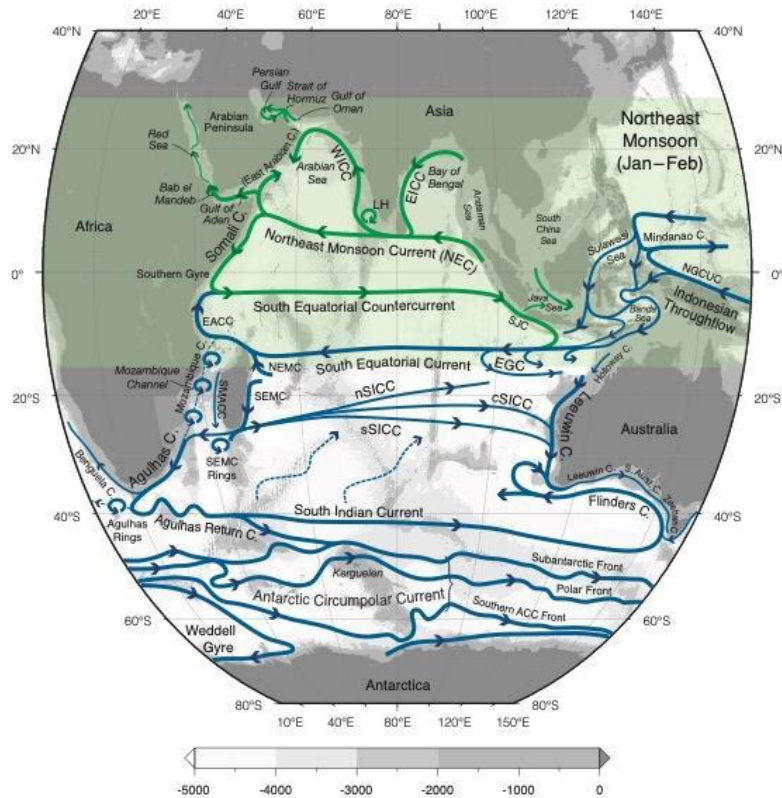 20°E 40°E 60°E 80°E 100°E 120°E 140°E
40°N 40°N
Persian
Gulf
Strait of
Hormuz
Gulf of
Oman
Arabian
Peninsula
Asia
Northeast
Monsoon
(Jan–Feb)
20°N 20°N
Red
Sea
(East Arabian C.)
Arabian
Sea
WICC
EICC
Bay of
Bengal
Andaman
Sea
Bab el
Mandeb
Gulf of
Aden
LH
South
China
Sea
Africa
Somali C.
Northeast Monsoon Current (NEC)
Sulawesi
Sea
Mindanao C.
0° 0°
Southern Gyre
NGCUC
Indonesian
Throughflow
South Equatorial Countercurrent
Java
Sea
Banda
Sea
SJC
EACC
NEMC
South Equatorial Current
EGC
Holloway C.
Mozambique
Channel
Mozambique C.
SMACC
SEMC
nSICC
cSICC
sSICC
20°S 20°S
Leeuwin C.
Australia
Agulhas C.
SEMC
Rings
Benguela C.
Leeuwin C.
S. Aust. C.
Zeehan C.
Flinders C.
South Indian Current
40°S 40°S
Agulhas
Rings
Agulhas Return C.
Subantarctic Front
Kerguelen
Polar Front
Antarctic Circumpolar Current
Southern ACC Front
60°S 60°S
Weddell
Gyre
Antarctica
80°S 80°S
10°E 40°E 80°E 120°E 150°E
-5000 -4000 -3000 -2000 -1000 0